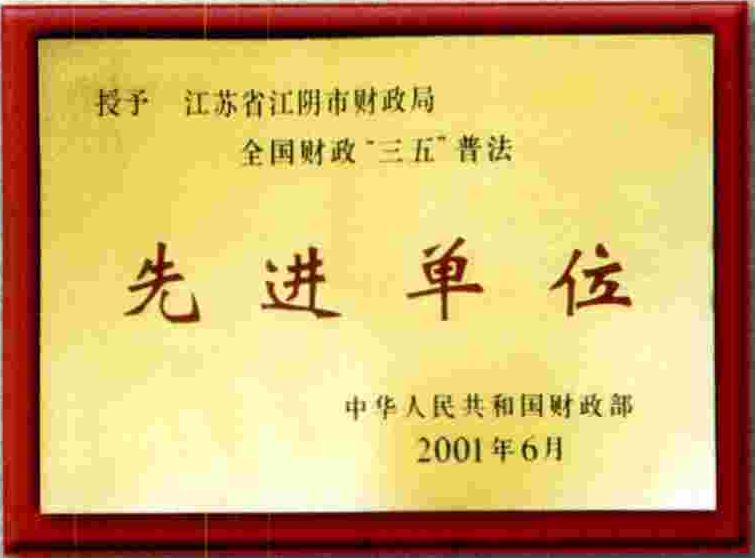 授予 江苏省江阴市财政局
全国财政“三五”普法
先进单位
中华人民共和国财政部
2001年6月